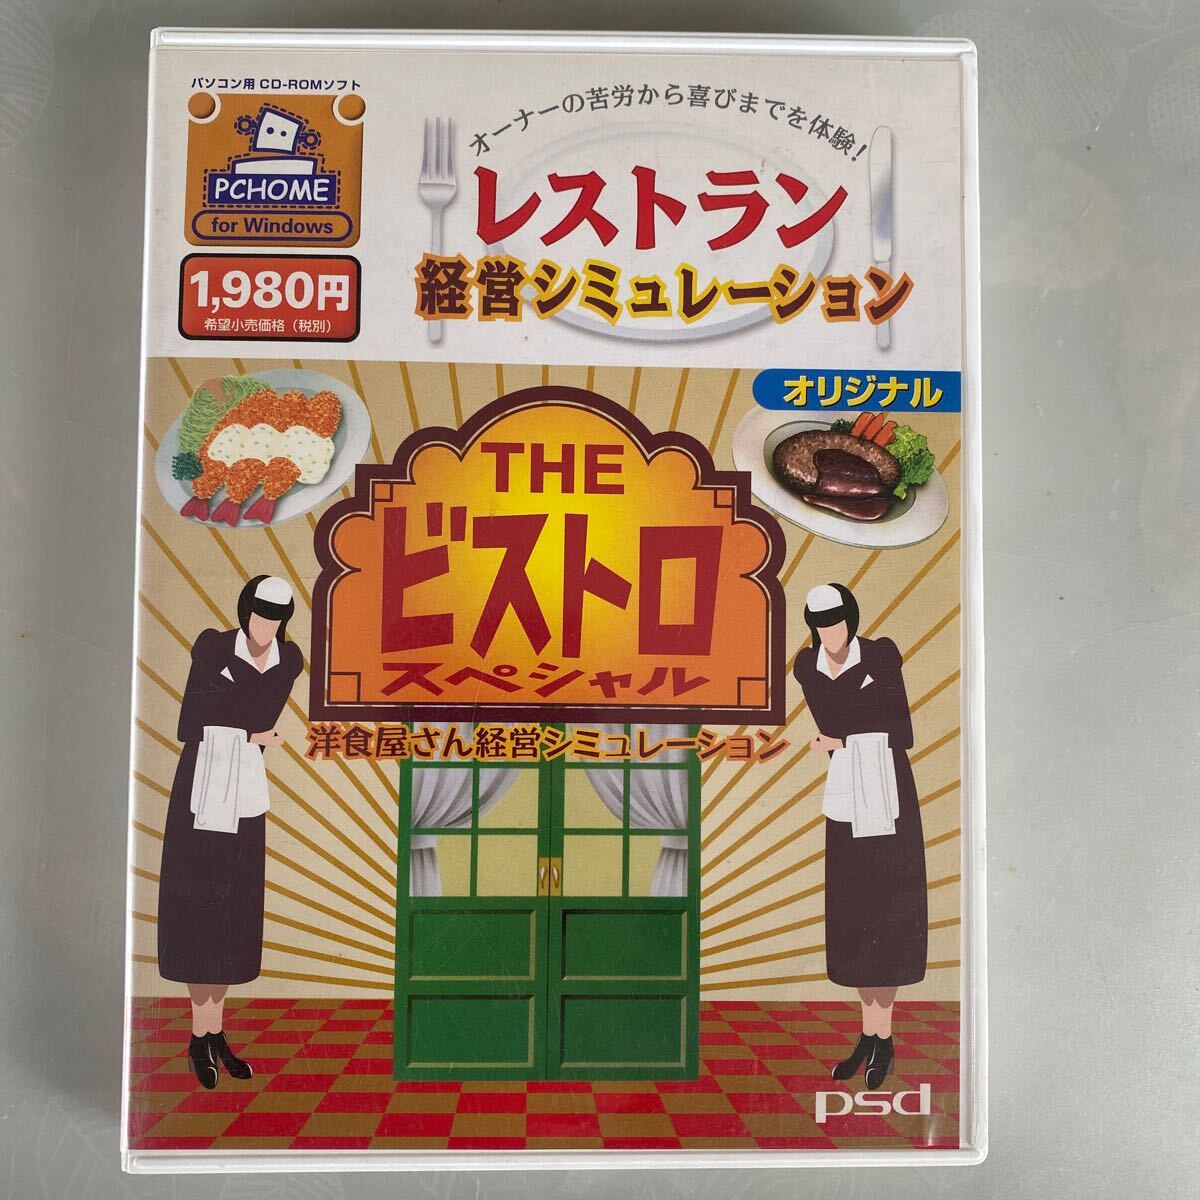 パソコン用 CD-ROMソフト
PCHOME
for Windows
1,980円
希望小売価格（税別）
オーナーの苦労から喜びまでを体験！
レストラン
経営シミュレーション
オリジナル
THE
ビストロ
スペシャル
洋食屋さん経営シミュレーション
psd